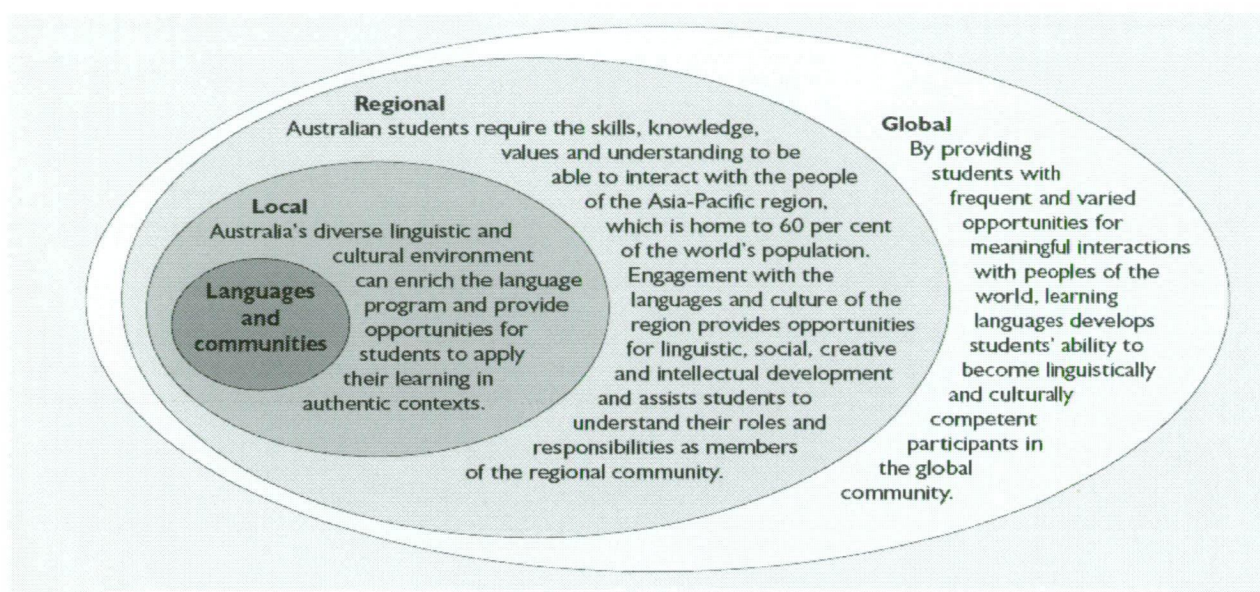 Regional
Australian students require the skills, knowledge,
values and understanding to be
able to interact with the people
of the Asia-Pacific region,
which is home to 60 per cent
of the world's population.
Engagement with the
languages and culture of the
region provides opportunities
for linguistic, social, creative
and intellectual development
and assists students to
understand their roles and
responsibilities as members
of the regional community.
Local
Australia's diverse linguistic and
cultural environment
can enrich the language
program and provide
opportunities for
students to apply
their learning in
authentic contexts.
Languages
and
communities
Global
By providing
students with
frequent and varied
opportunities for
meaningful interactions
with peoples of the
world, learning
languages develops
students' ability to
become linguistically
and culturally
competent
participants in
the global
community.